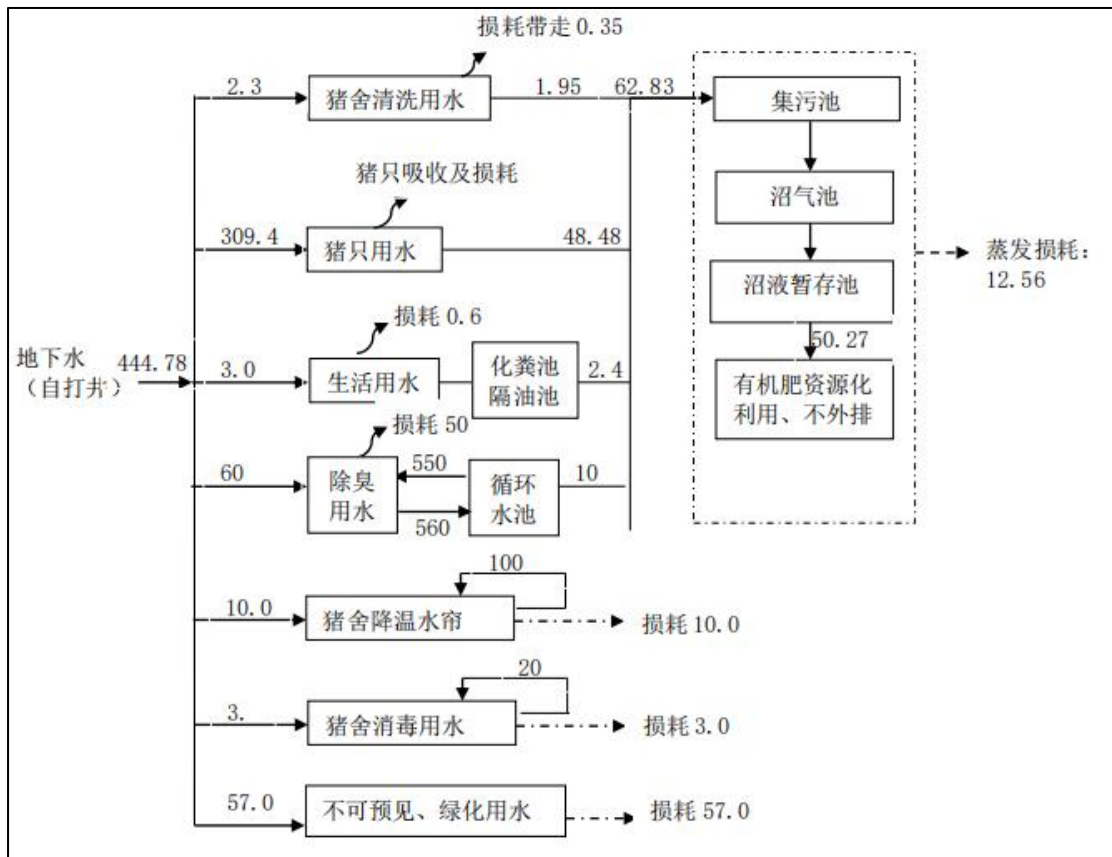 损耗带走 0.35
2.3
猪舍清洗用水
1.95
62.83
集污池
猪只吸收及损耗
沼气池
309.4
猪只用水
48.48
蒸发损耗：
12.56
沼液暂存池
损耗 0.6
50.27
地下水
（自打井）
444.78
3.0
生活用水
化粪池
隔油池
2.4
有机肥资源化
利用、不外排
损耗 50
60
除臭
用水
550
560
循环
水池
10
100
10.0
猪舍降温水帘
损耗 10.0
20
3.
猪舍消毒用水
损耗 3.0
57.0
不可预见、绿化用水
损耗 57.0